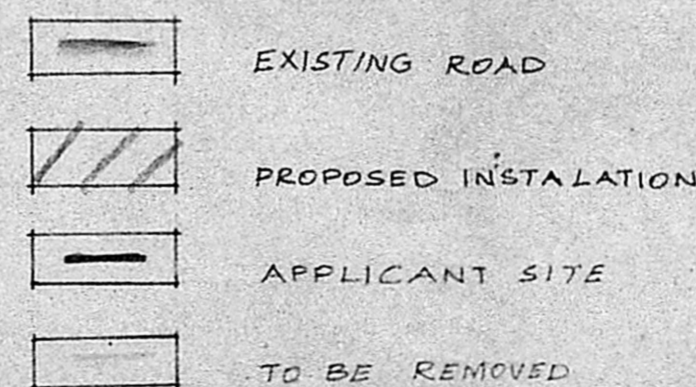 EXISTING ROAD
PROPOSED INSTALATION
APPLICANT SITE
TO BE REMOVED